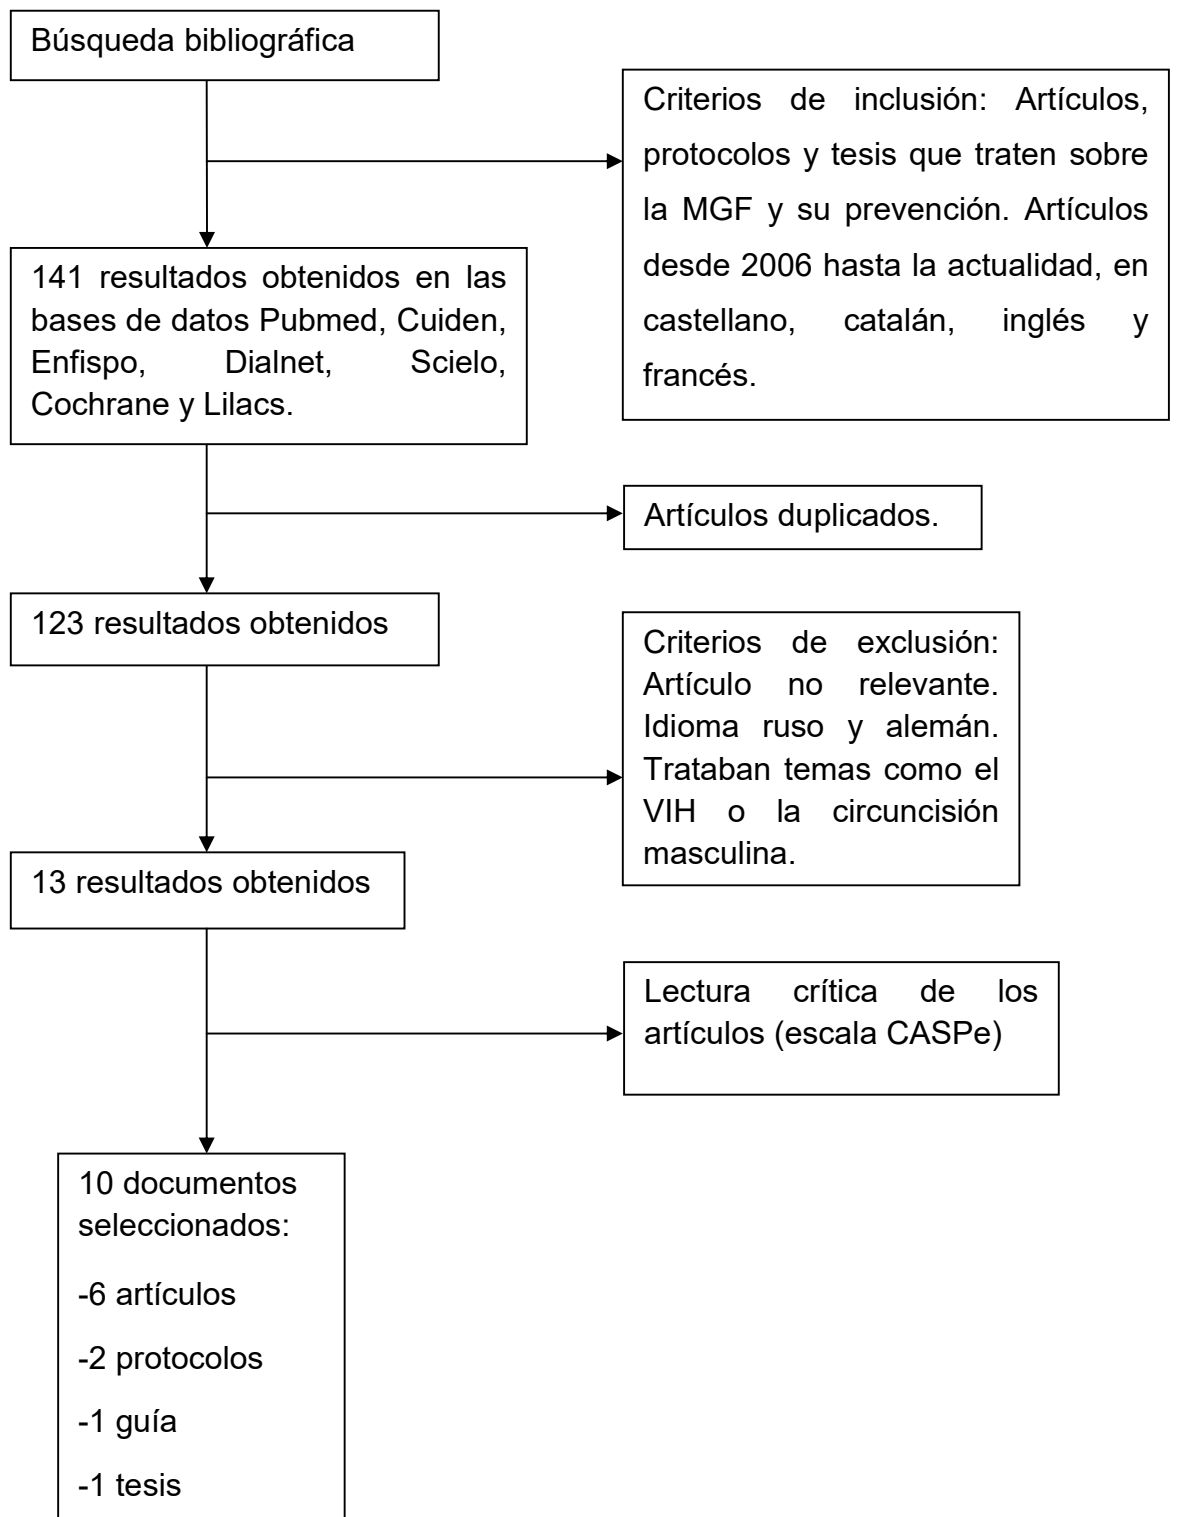 Búsqueda bibliográfica
Criterios de inclusión: Artículos,
protocolos y tesis que traten sobre
la MGF y su prevención. Artículos
desde 2006 hasta la actualidad, en
castellano, catalán, inglés y
francés.
141 resultados obtenidos en las
bases de datos Pubmed, Cuiden,
Enfispo, Dialnet, Scielo,
Cochrane y Lilacs.
Artículos duplicados.
123 resultados obtenidos
Criterios de exclusión:
Artículo no relevante.
Idioma ruso y alemán.
Trataban temas como el
VIH o la circuncisión
masculina.
13 resultados obtenidos
Lectura crítica de los
artículos (escala CASPe)
10 documentos
seleccionados:
-6 artículos
-2 protocolos
-1 guía
-1 tesis